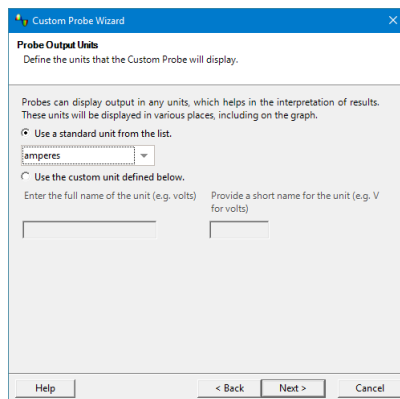 Custom Probe Wizard
Probe Output Units
Define the units that the Custom Probe will display.
Probes can display output in any units, which helps in the interpretation of results.
These units will be displayed in various places, including on the graph.
Use a standard unit from the list.
amperes
Use the custom unit defined below.
Enter the full name of the unit (e.g. volts)
Provide a short name for the unit (e.g. V
for volts)
Help
< Back
Next >
Cancel